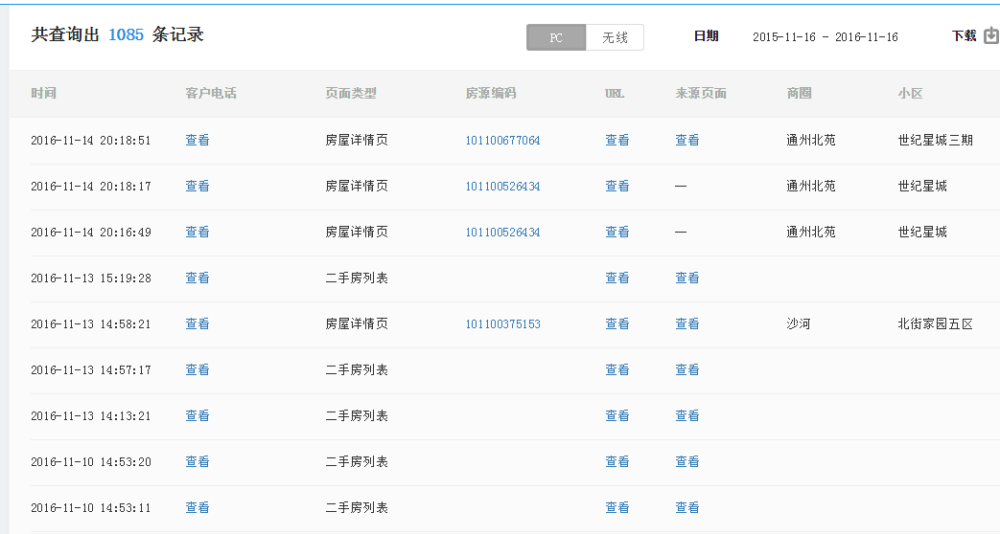 共查询出 1085 条记录 PC 无线 日期 2015-11-16 - 2016-11-16 下载
时间 客户电话 页面类型 房源编码 URL 来源页面 商圈 小区
2016-11-14 20:18:51 查看 房屋详情页 101100677064 查看 查看 通州北苑 世纪星城三期
2016-11-14 20:18:17 查看 房屋详情页 101100526434 查看 — 通州北苑 世纪星城
2016-11-14 20:16:49 查看 房屋详情页 101100526434 查看 — 通州北苑 世纪星城
2016-11-13 15:19:28 查看 二手房列表 查看 查看
2016-11-13 14:58:21 查看 房屋详情页 101100375153 查看 查看 沙河 北街家园五区
2016-11-13 14:57:17 查看 二手房列表 查看 查看
2016-11-13 14:13:21 查看 二手房列表 查看 查看
2016-11-10 14:53:20 查看 二手房列表 查看 查看
2016-11-10 14:53:11 查看 二手房列表 查看 查看